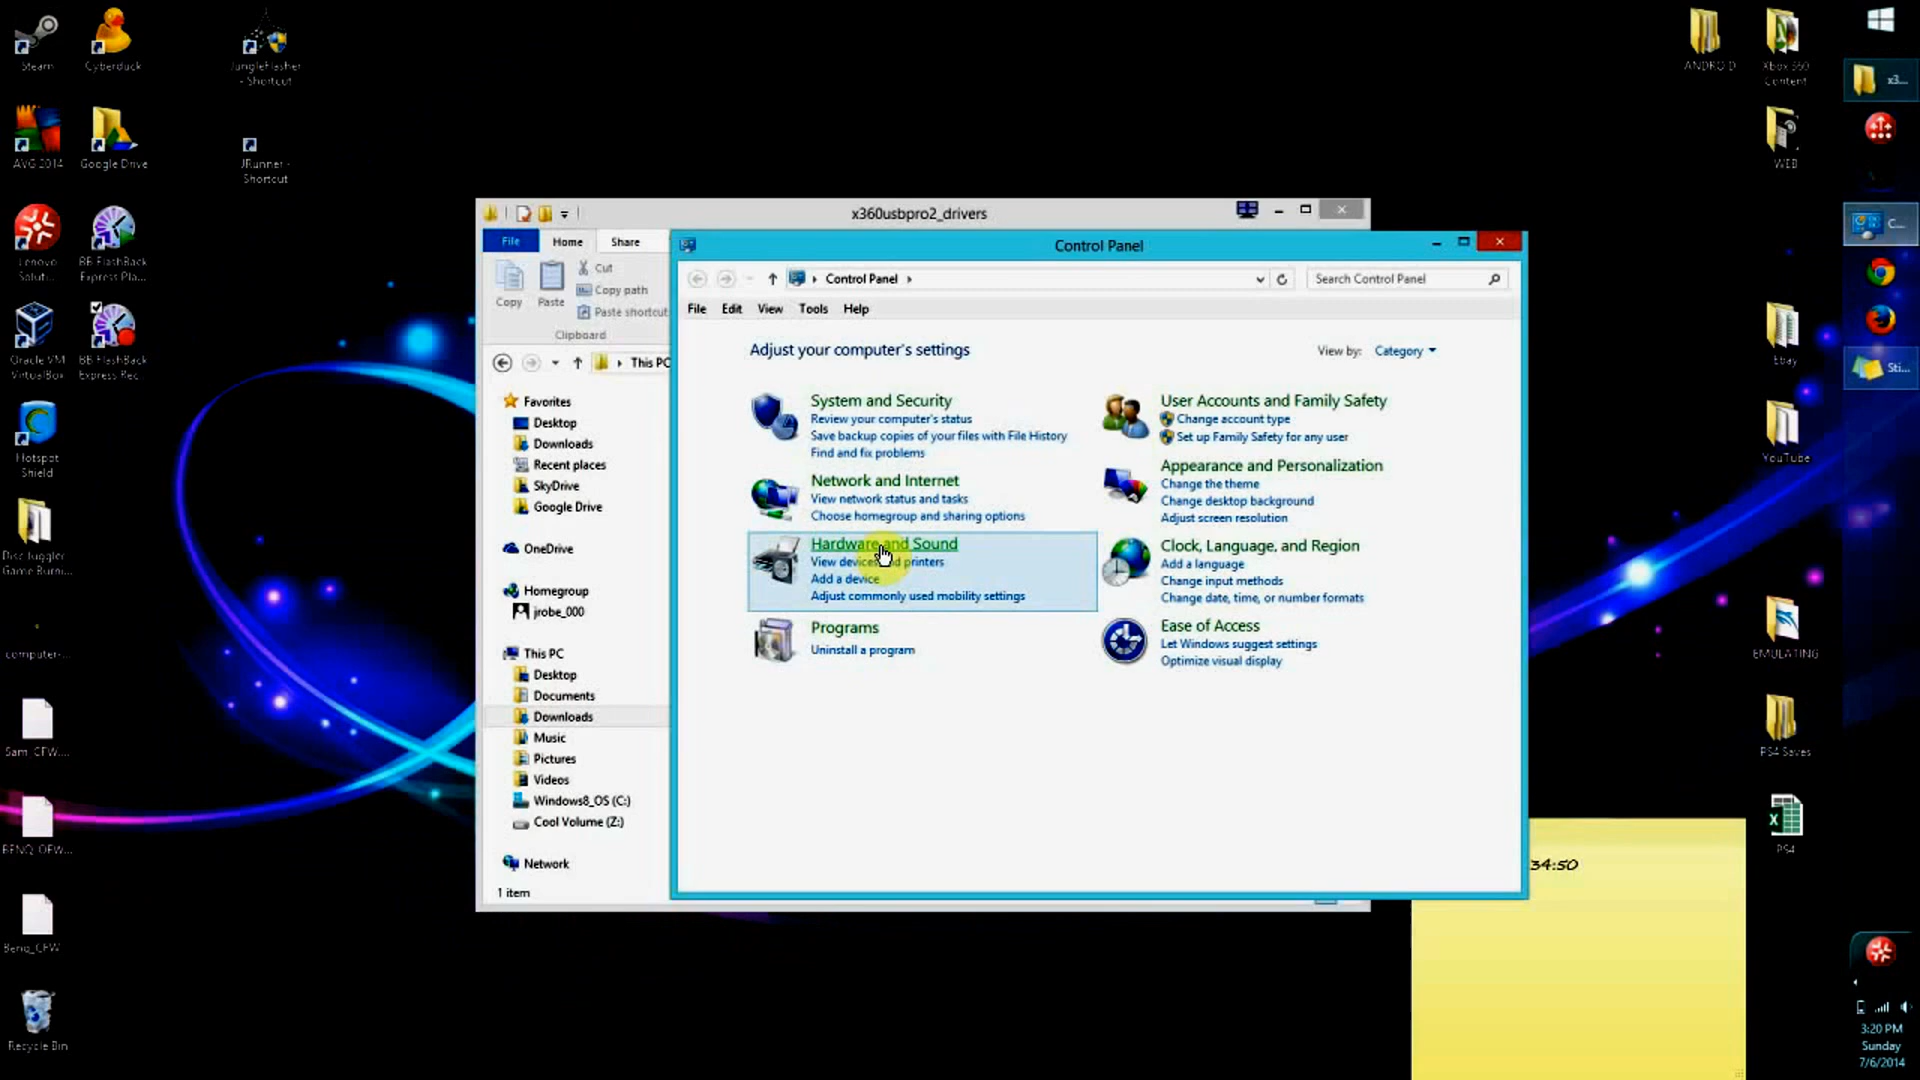 Steam
Cyberduck
JungleFlasher
- Shortcut
AVG 2014
Google Drive
JRunner -
Shortcut
Lenovo
Soluti...
BB FlashBack
Express Pla...
Oracle VM
VirtualBox
BB FlashBack
Express Rec...
Hotspot
Shield
Disc Juggler
Game Burni...
computer-...
Sam_CFW....
BENQ_OFW...
Benq_CFW
Recycle Bin
x360usbpro2_drivers
File
Home
Share
Copy
Paste
Cut
Copy path
Paste shortcut
Clipboard
This PC
Favorites
Desktop
Downloads
Recent places
SkyDrive
Google Drive
OneDrive
Homegroup
jrobe_000
This PC
Desktop
Documents
Downloads
Music
Pictures
Videos
Windows8_OS (C:)
Cool Volume (Z:)
Network
1 item
Control Panel
Control Panel
Search Control Panel
File
Edit
View
Tools
Help
Adjust your computer's settings
View by:
Category
System and Security
Review your computer's status
Save backup copies of your files with File History
Find and fix problems
Network and Internet
View network status and tasks
Choose homegroup and sharing options
Hardware and Sound
View devices and printers
Add a device
Adjust commonly used mobility settings
Programs
Uninstall a program
User Accounts and Family Safety
Change account type
Set up Family Safety for any user
Appearance and Personalization
Change the theme
Change desktop background
Adjust screen resolution
Clock, Language, and Region
Add a language
Change input methods
Change date, time, or number formats
Ease of Access
Let Windows suggest settings
Optimize visual display
34:50
ANDROID
Xbox 360
Content
WEB
Ebay
YouTube
EMULATING
PS4 Saves
PS4
x3...
C...
Sti...
3:20 PM
Sunday
7/6/2014